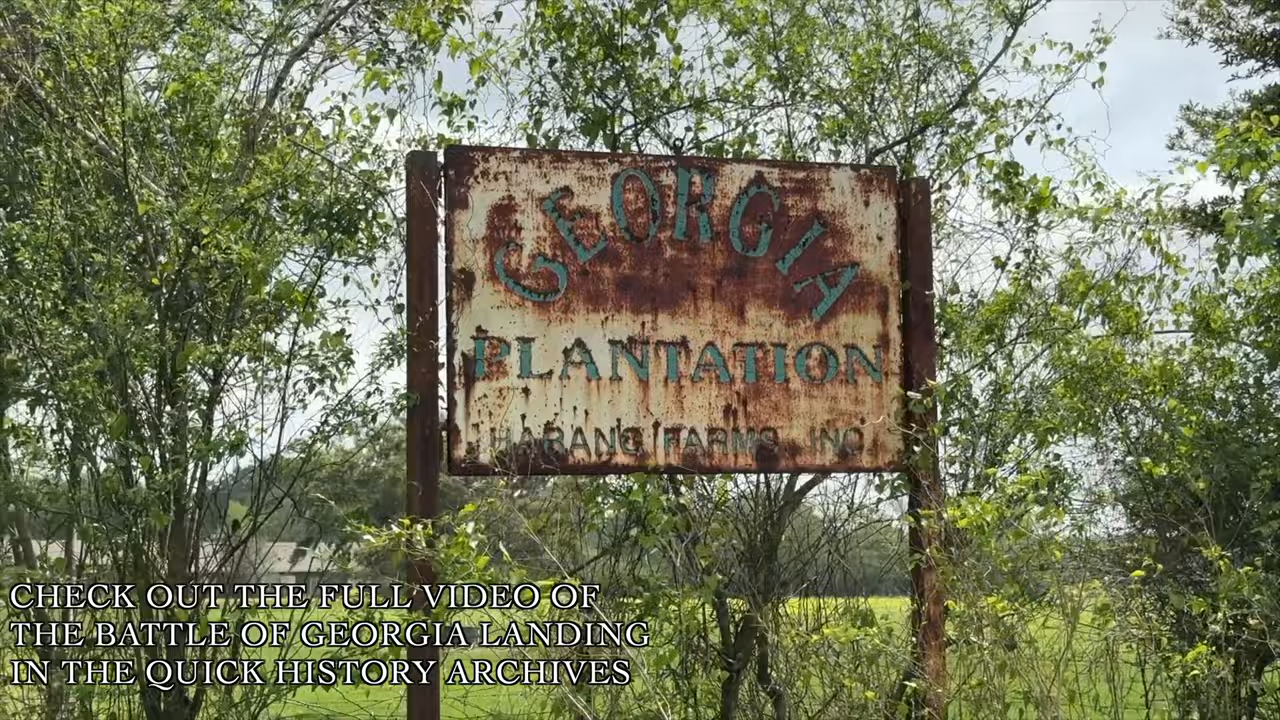 GEORGIA
PLANTATION
HARANG FARMS INC
CHECK OUT THE FULL VIDEO OF
THE BATTLE OF GEORGIA LANDING
IN THE QUICK HISTORY ARCHIVES